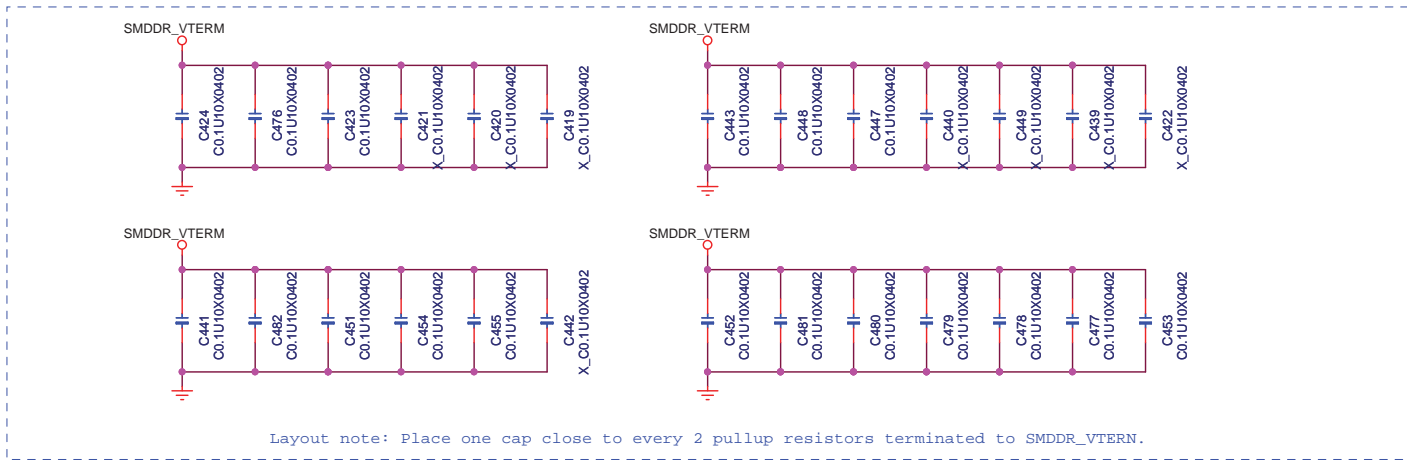 SMDDR_VTERM
C424
C0.1U10X0402
C476
C0.1U10X0402
C423
C0.1U10X0402
C421
X_C0.1U10X0402
C420
X_C0.1U10X0402
C419
X_C0.1U10X0402
SMDDR_VTERM
C443
C0.1U10X0402
C448
C0.1U10X0402
C447
C0.1U10X0402
C440
X_C0.1U10X0402
C449
X_C0.1U10X0402
C439
X_C0.1U10X0402
C422
X_C0.1U10X0402
SMDDR_VTERM
C441
C0.1U10X0402
C482
C0.1U10X0402
C451
C0.1U10X0402
C454
C0.1U10X0402
C455
C0.1U10X0402
C442
X_C0.1U10X0402
SMDDR_VTERM
C452
C0.1U10X0402
C481
C0.1U10X0402
C480
C0.1U10X0402
C479
C0.1U10X0402
C478
C0.1U10X0402
C477
C0.1U10X0402
C453
C0.1U10X0402
Layout note: Place one cap close to every 2 pullup resistors terminated to SMDDR_VTERN.